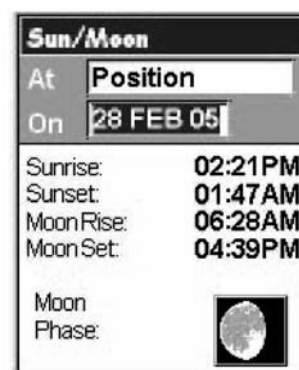 Sun/Moon
At Position
On 28 FEB 05
Sunrise: 02:21PM
Sunset: 01:47AM
Moon Rise: 06:28AM
Moon Set: 04:39PM
Moon
Phase: